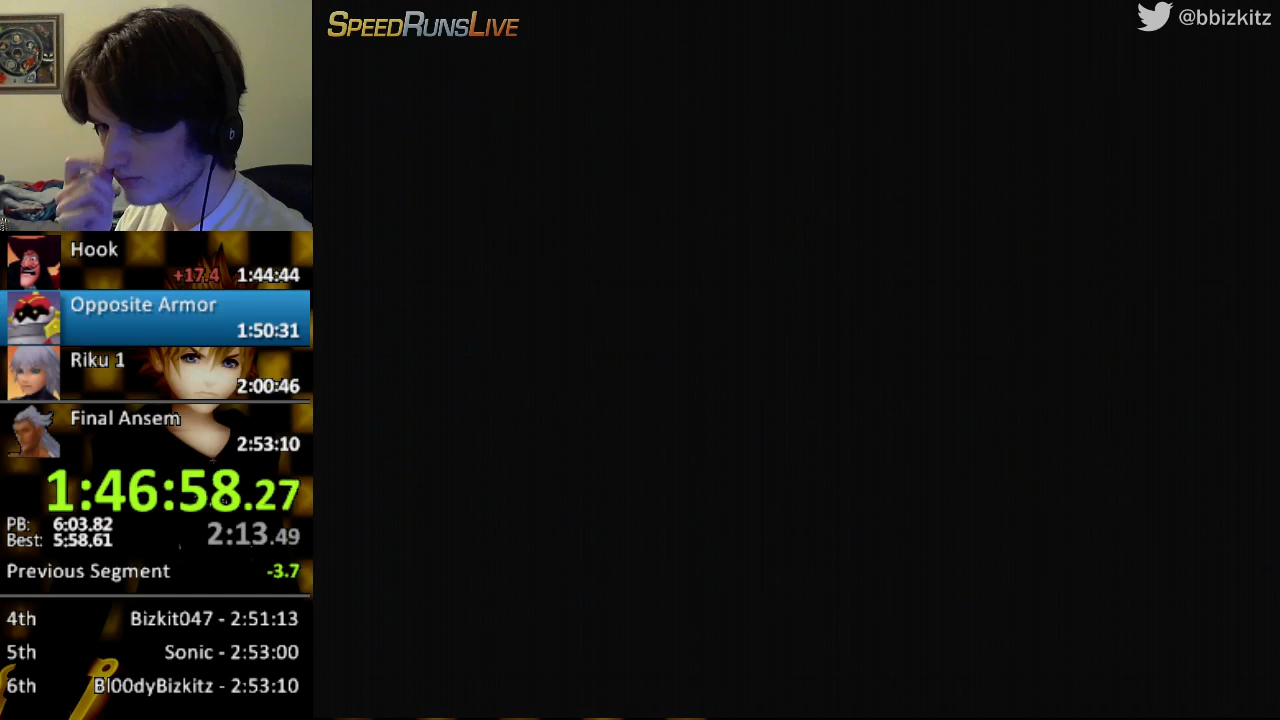 SPEEDRUNSLIVE
@bbizkitz
Hook
+17.4 1:44:44
Opposite Armor
1:50:31
Riku 1
2:00:46
Final Ansem
2:53:10
1:46:58.27
PB: 6:03.82
Best: 5:58.61
2:13.49
Previous Segment -3.7
4th Bizkit047 - 2:51:13
5th Sonic - 2:53:00
6th Bl00dyBizkitz - 2:53:10